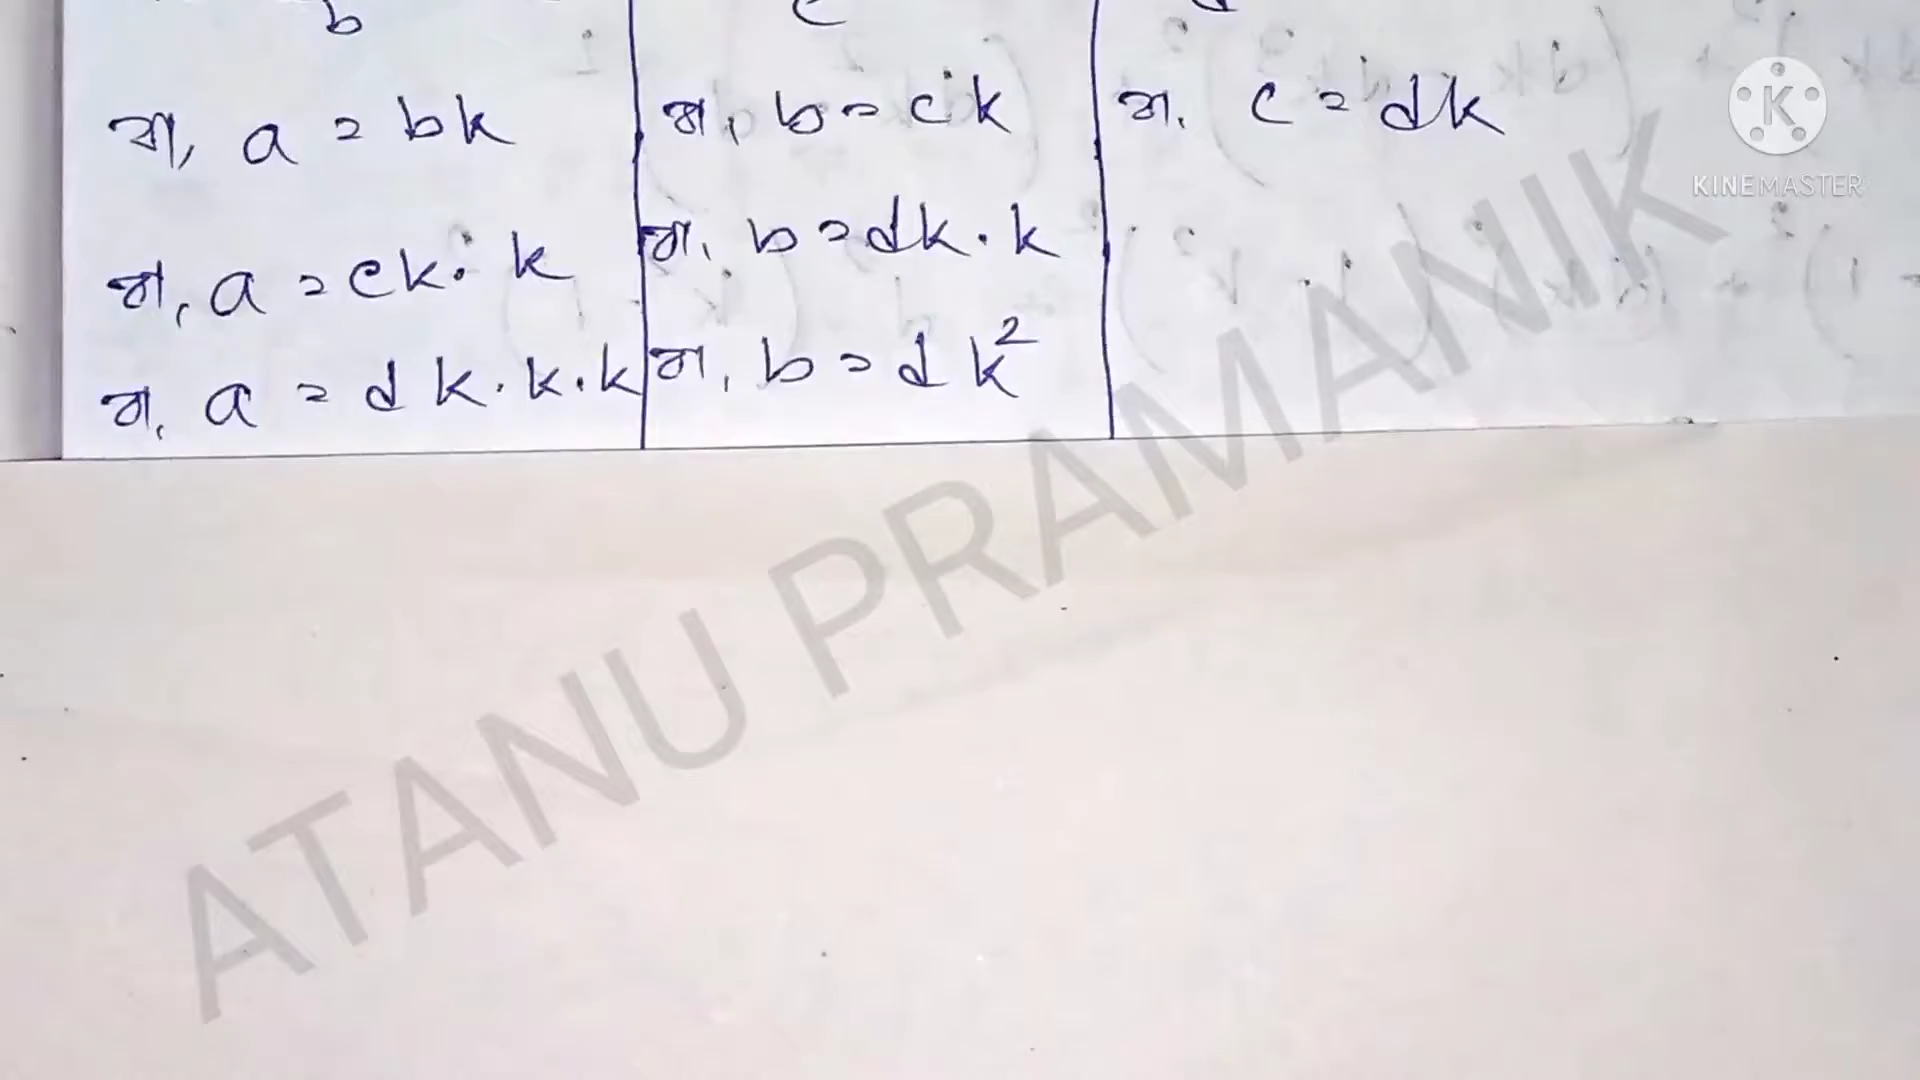 b
বা, a = bk
বা, a = ck. k
বা, a = dk. k. k
c
বা, b = ck
বা, b = dk. k
বা, b = dk²
বা. c = dk
KINEMASTER
ATANU PRAMANIK